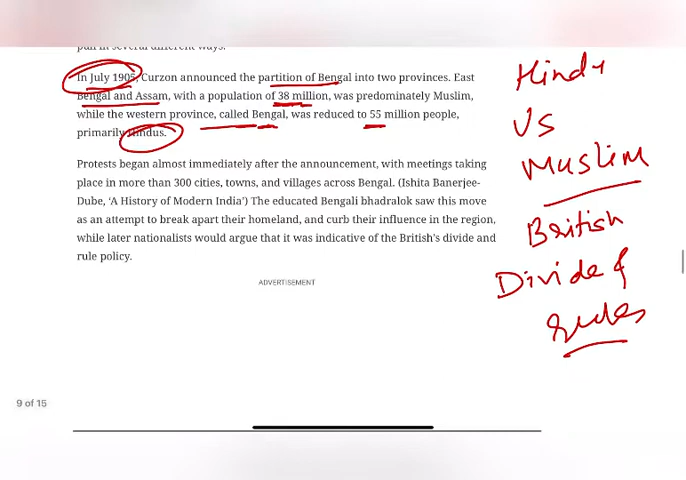 pull in several different ways.
In July 1905, Curzon announced the partition of Bengal into two provinces. East
Bengal and Assam, with a population of 38 million, was predominately Muslim,
while the western province, called Bengal, was reduced to 55 million people,
primarily Hindus.
Protests began almost immediately after the announcement, with meetings taking
place in more than 300 cities, towns, and villages across Bengal. (Ishita Banerjee-
Dube, ‘A History of Modern India’) The educated Bengali bhadralok saw this move
as an attempt to break apart their homeland, and curb their influence in the region,
while later nationalists would argue that it was indicative of the British’s divide and
rule policy.
ADVERTISEMENT
9 of 15
Hindu
Vs
Muslim
British
Divide &
rules